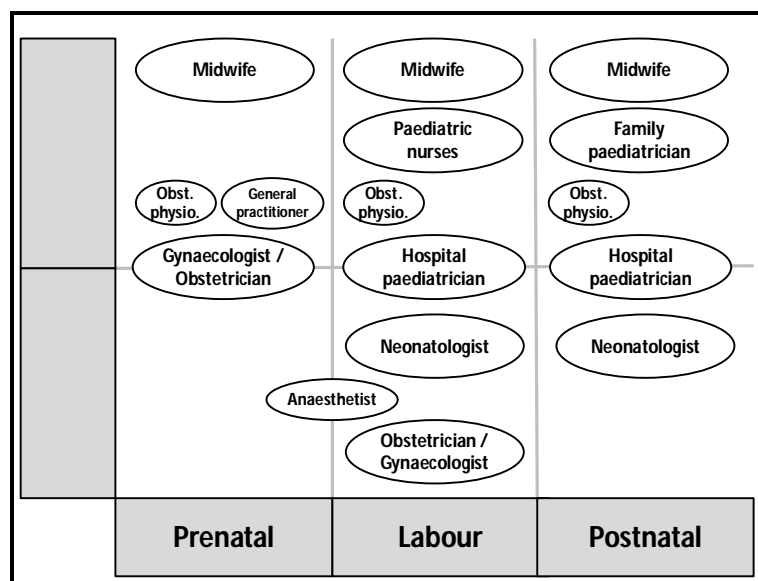 Midwife
Midwife
Midwife
Paediatric
nurses
Family
paediatrician
Obst.
physio.
General
practitioner
Obst.
physio.
Obst.
physio.
Gynaecologist /
Obstetrician
Hospital
paediatrician
Hospital
paediatrician
Neonatologist
Neonatologist
Anaesthetist
Obstetrician /
Gynaecologist
Prenatal
Labour
Postnatal